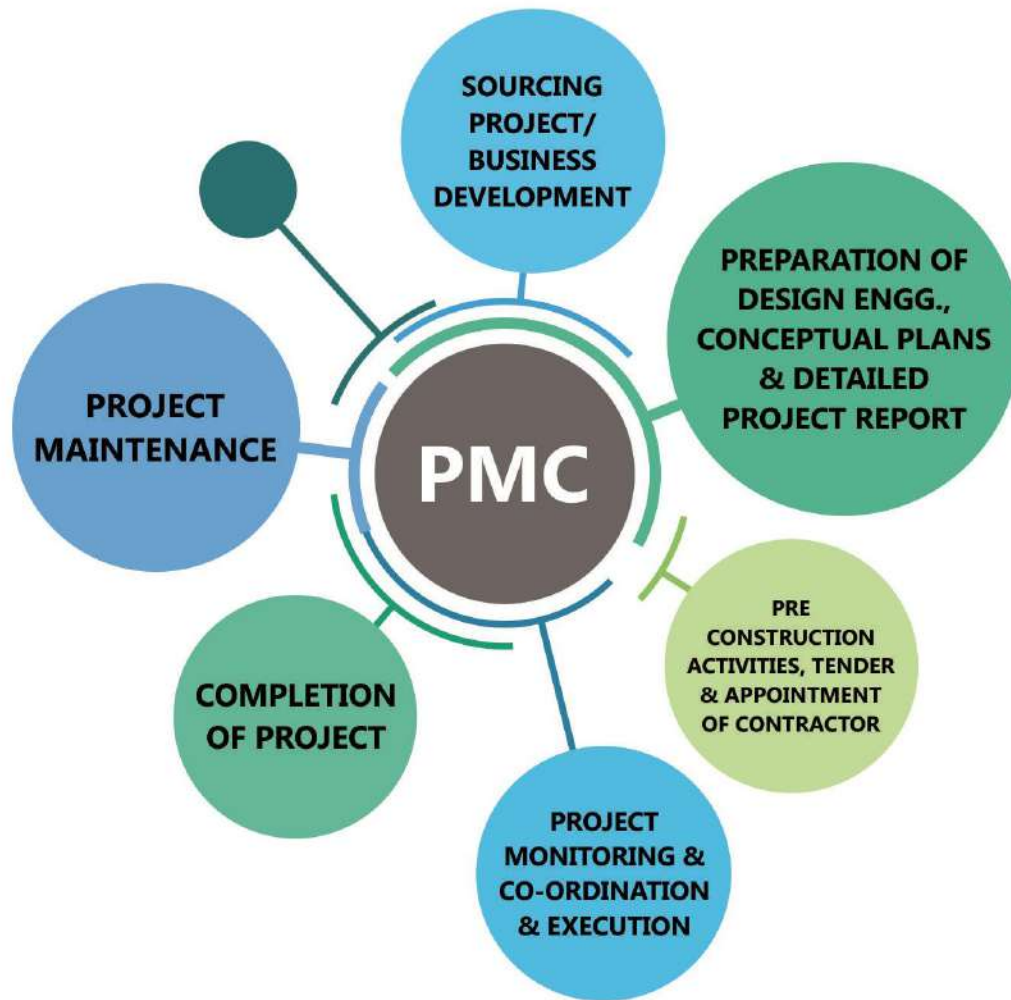 SOURCING
PROJECT/
BUSINESS
DEVELOPMENT
PREPARATION OF
DESIGN ENGG.,
CONCEPTUAL PLANS
& DETAILED
PROJECT REPORT
PRE
CONSTRUCTION
ACTIVITIES, TENDER
& APPOINTMENT
OF CONTRACTOR
PROJECT
MONITORING &
CO-ORDINATION
& EXECUTION
COMPLETION
OF PROJECT
PROJECT
MAINTENANCE
PMC